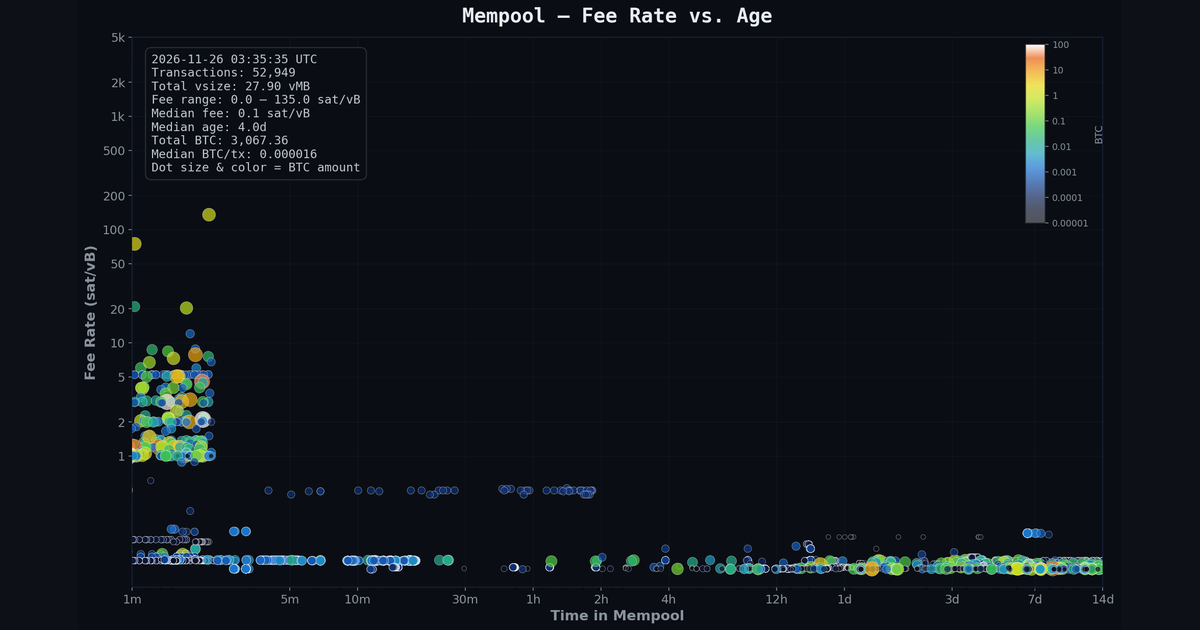 Mempool — Fee Rate vs. Age
2026-11-26 03:35:35 UTC
Transactions: 52,949
Total vsize: 27.90 vMB
Fee range: 0.0 — 135.0 sat/vB
Median fee: 0.1 sat/vB
Median age: 4.0d
Total BTC: 3,067.36
Median BTC/tx: 0.000016
Dot size & color = BTC amount
5k
2k
1k
500
200
100
50
20
10
5
2
1
Fee Rate (sat/vB)
100
10
1
0.1
0.01
0.001
0.0001
0.00001
BTC
1m 5m 10m 30m 1h 2h 4h 12h 1d 3d 7d 14d
Time in Mempool